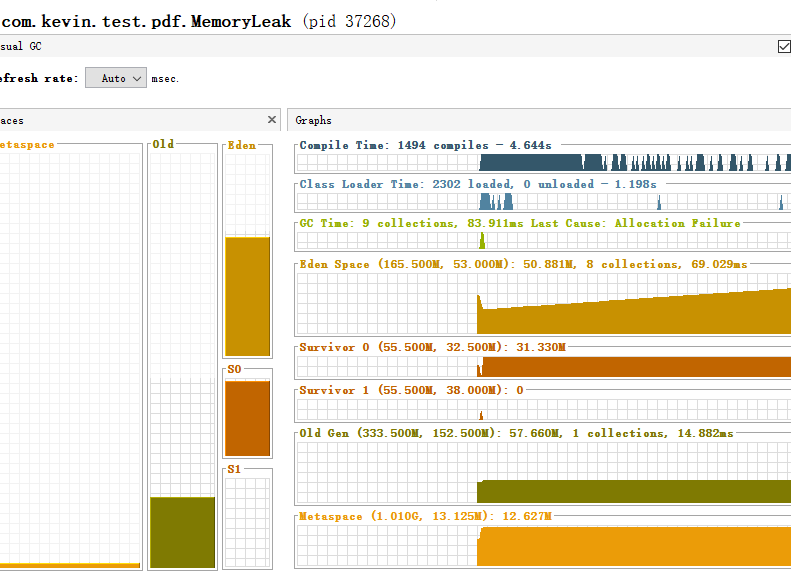 com.kevin.test.pdf.MemoryLeak (pid 37268)
sual GC
efresh rate: Auto msec.
aces
Graphs
etaspace
Old
Eden
S0
S1
Compile Time: 1494 compiles - 4.644s
Class Loader Time: 2302 loaded, 0 unloaded - 1.198s
GC Time: 9 collections, 83.911ms Last Cause: Allocation Failure
Eden Space (165.500M, 53.000M): 50.881M, 8 collections, 69.029ms
Survivor 0 (55.500M, 32.500M): 31.330M
Survivor 1 (55.500M, 38.000M): 0
Old Gen (333.500M, 152.500M): 57.660M, 1 collections, 14.882ms
Metaspace (1.010G, 13.125M): 12.627M